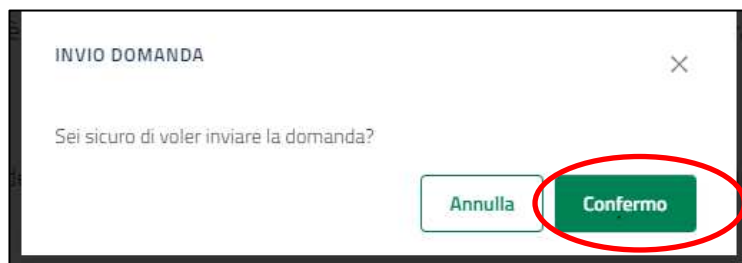 INVIO DOMANDA
Sei sicuro di voler inviare la domanda?
Annulla Confermo